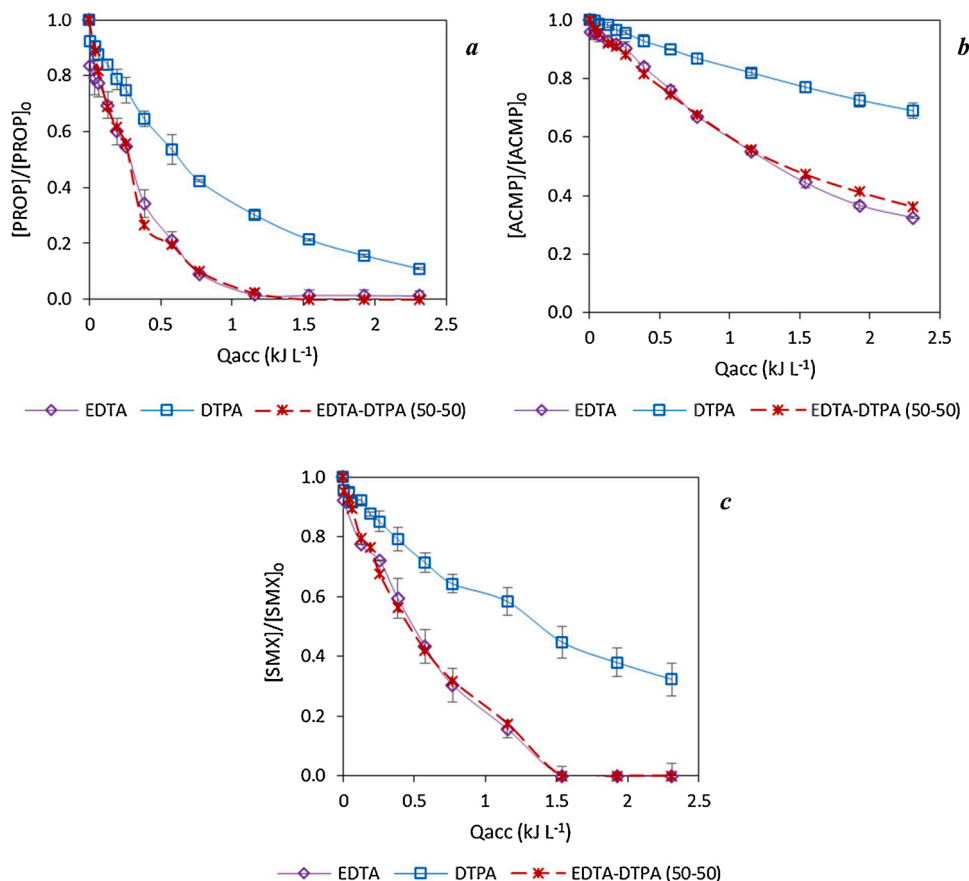 a
[PROP]/[PROP]₀
1.0
0.8
0.6
0.4
0.2
0.0
0 0.5 1 1.5 2 2.5
Qacc (kJ L⁻¹)
EDTA DTPA EDTA-DTPA (50-50)
b
[ACMP]/[ACMP]₀
1.0
0.8
0.6
0.4
0.2
0.0
0 0.5 1 1.5 2 2.5
Qacc (kJ L⁻¹)
EDTA DTPA EDTA-DTPA (50-50)
c
[SMX]/[SMX]₀
1.0
0.8
0.6
0.4
0.2
0.0
0 0.5 1 1.5 2 2.5
Qacc (kJ L⁻¹)
EDTA DTPA EDTA-DTPA (50-50)